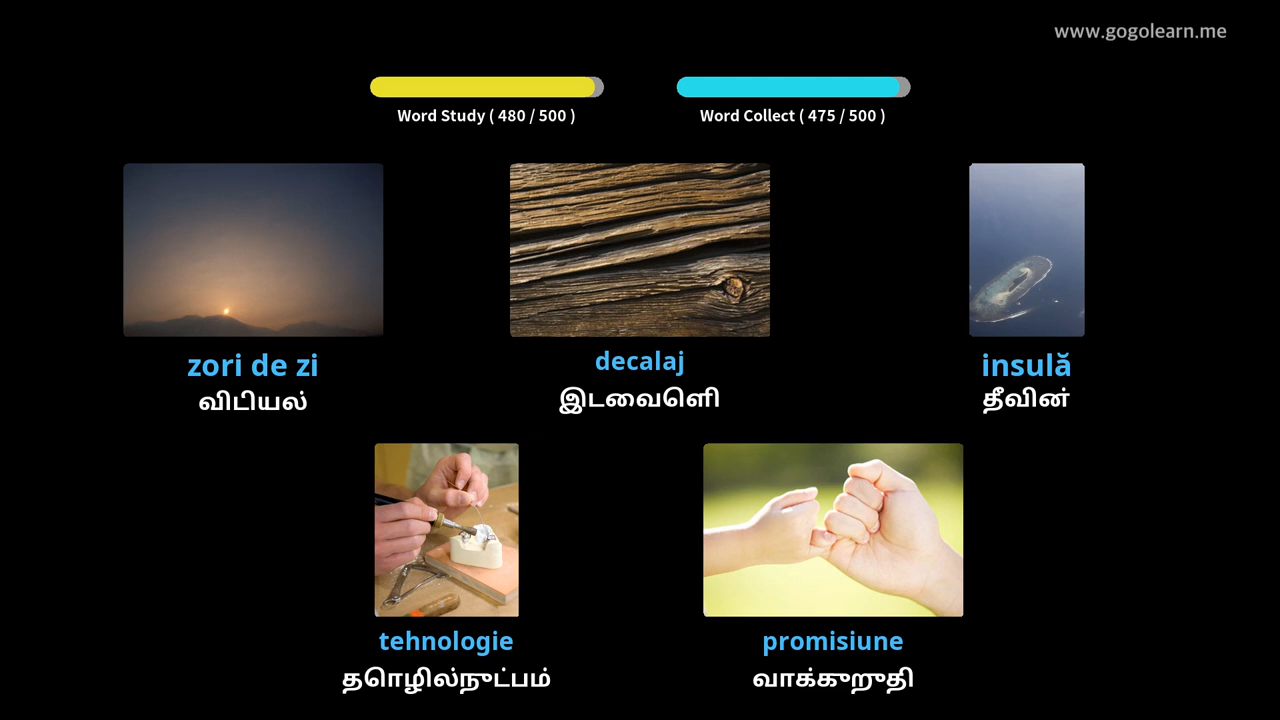 www.gogolearn.me
Word Study ( 480 / 500 )
Word Collect ( 475 / 500 )
zori de zi
விடியல்
decalaj
இடைவெளி
insulă
தீவின்
tehnologie
தொழில்நுட்பம்
promisiune
வாக்குறுதி